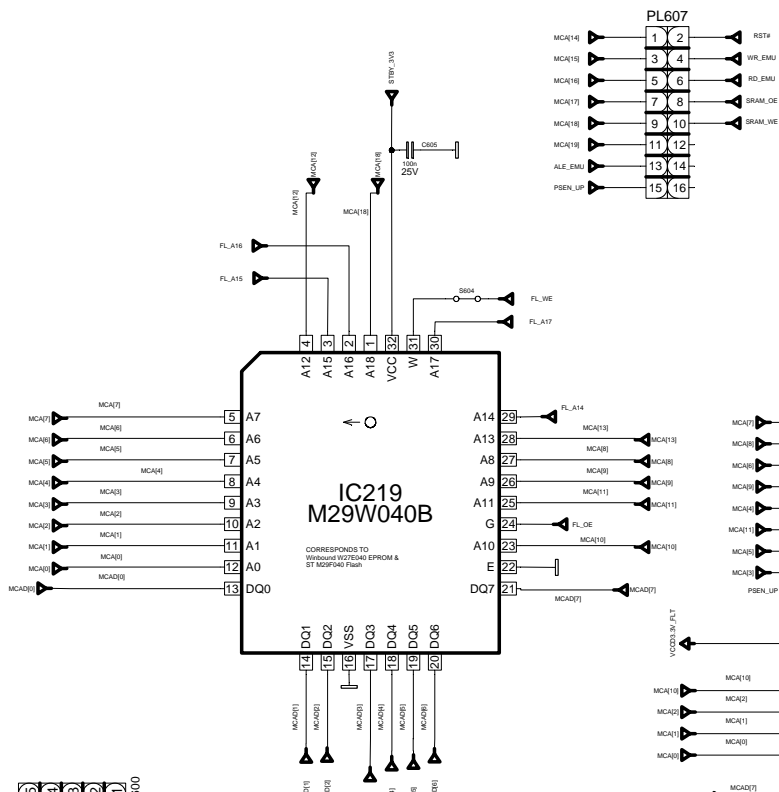 PL607
MCA[14] 1 2 RST#
MCA[15] 3 4 WR_EMU
MCA[16] 5 6 RD_EMU
MCA[17] 7 8 SRAM_OE
MCA[18] 9 10 SRAM_WE
MCA[19] 11 12
ALE_EMU 13 14
PSEN_UP 15 16
STBY_3V3
C605
100n
25V
MCA[12]
MCA[12]
MCA[18]
MCA[18]
FL_A16
FL_A15
S604
FL_WE
FL_A17
4 3 2 1 32 31 30
A12 A15 A16 A18 VCC W A17
MCA[7] MCA[7] 5 A7
MCA[6] MCA[6] 6 A6
MCA[5] MCA[5] 7 A5
MCA[4] MCA[4] 8 A4
MCA[3] MCA[3] 9 A3
MCA[2] MCA[2] 10 A2
MCA[1] MCA[1] 11 A1
MCA[0] MCA[0] 12 A0
MCAD[0] MCAD[0] 13 DQ0
IC219
M29W040B
CORRESPONDS TO
Winbound W27E040 EPROM &
ST M29F040 Flash
A14 29 FL_A14
A13 28 MCA[13] MCA[13]
A8 27 MCA[8] MCA[8]
A9 26 MCA[9] MCA[9]
A11 25 MCA[11] MCA[11]
G 24 FL_OE
A10 23 MCA[10] MCA[10]
E 22
DQ7 21 MCAD[7] MCAD[7]
DQ1 DQ2 VSS DQ3 DQ4 DQ5 DQ6
14 15 16 17 18 19 20
MCAD[1] MCAD[2] MCAD[3] MCAD[4] MCAD[5] MCAD[6]
MCA[7]
MCA[8]
MCA[6]
MCA[9]
MCA[4]
MCA[11]
MCA[5]
MCA[3]
PSEN_UP
VCCD3.3V_FLT
MCA[10] MCA[10]
MCA[2] MCA[2]
MCA[1] MCA[1]
MCA[0] MCA[0]
MCAD[7]